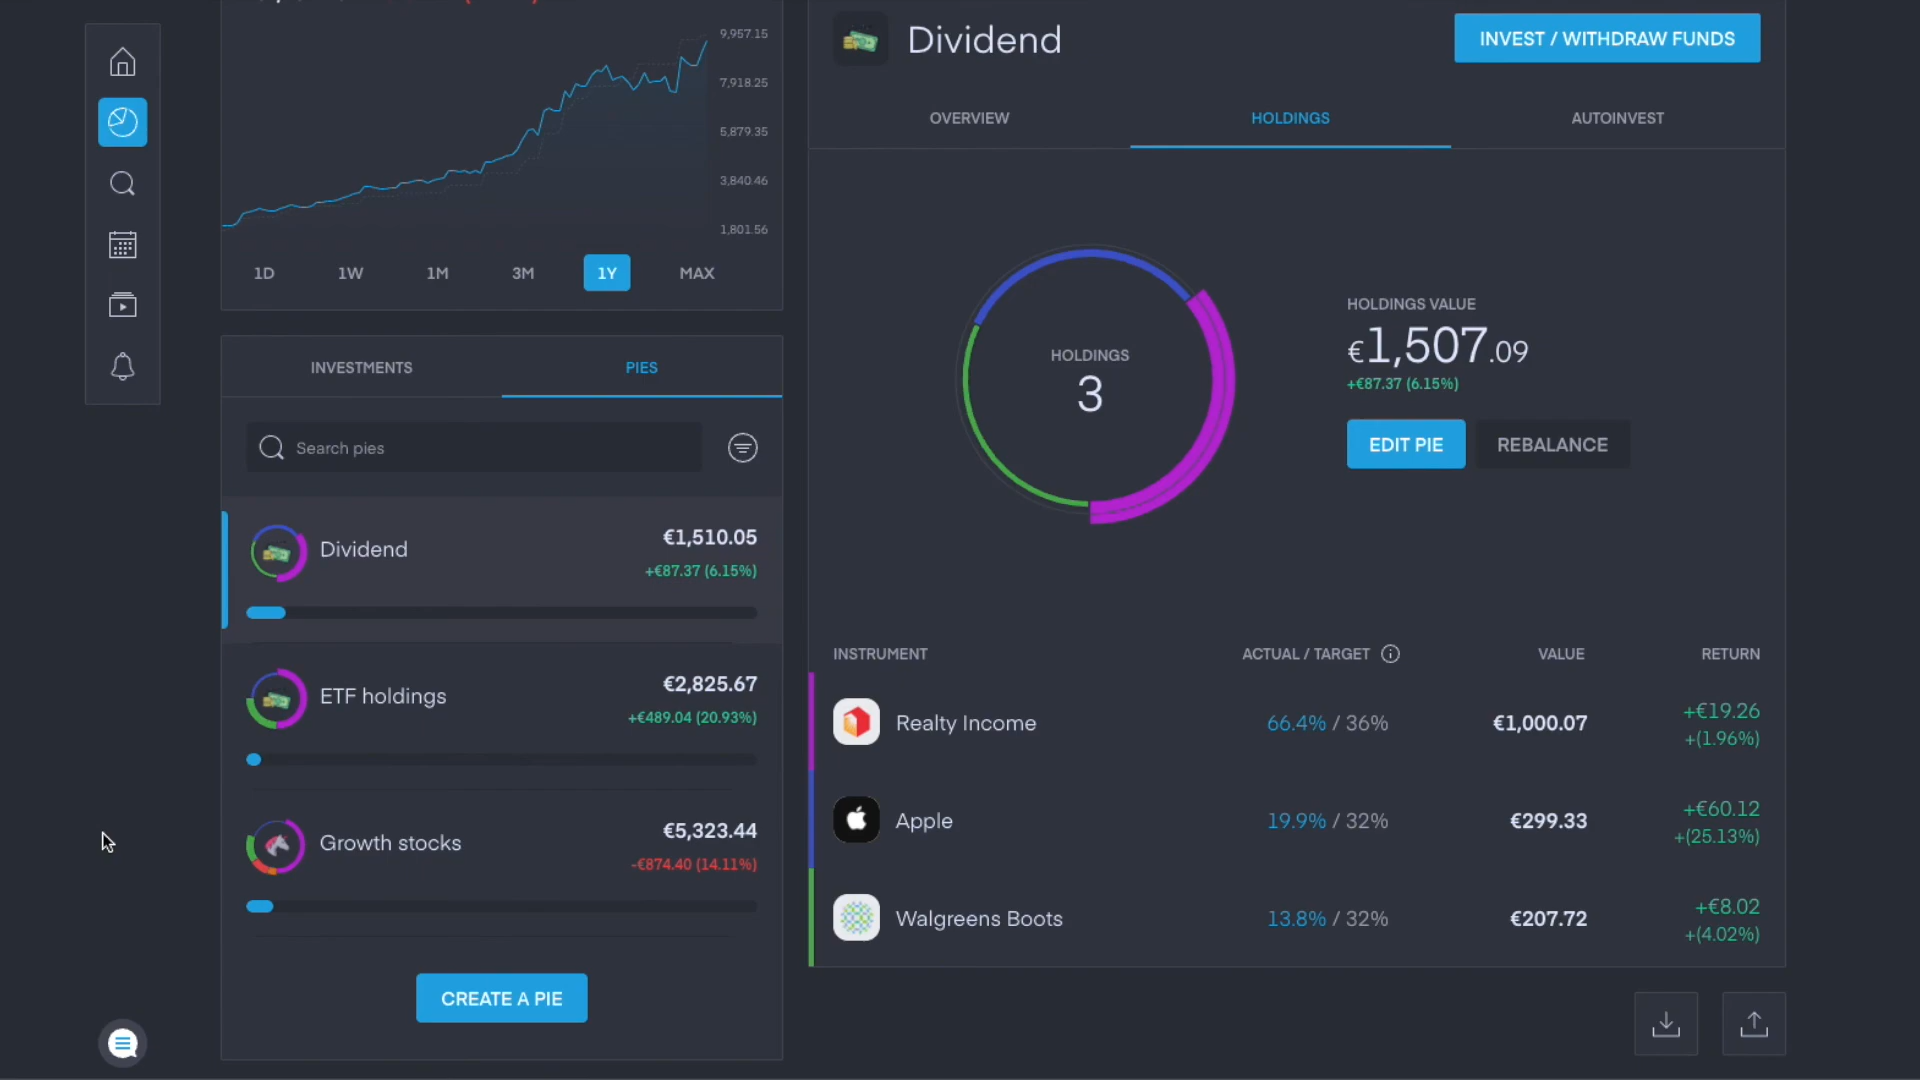 9,957.15
7,918.25
5,879.35
3,840.46
1,801.56
1D 1W 1M 3M 1Y MAX
INVESTMENTS PIES
Search pies
Dividend €1,510.05
+€87.37 (6.15%)
ETF holdings €2,825.67
+€489.04 (20.93%)
Growth stocks €5,323.44
-€874.40 (14.11%)
CREATE A PIE
Dividend INVEST / WITHDRAW FUNDS
OVERVIEW HOLDINGS AUTOINVEST
HOLDINGS
3
HOLDINGS VALUE
€1,507.09
+€87.37 (6.15%)
EDIT PIE REBALANCE
INSTRUMENT ACTUAL / TARGET VALUE RETURN
Realty Income 66.4% / 36% €1,000.07 +€19.26
+(1.96%)
Apple 19.9% / 32% €299.33 +€60.12
+(25.13%)
Walgreens Boots 13.8% / 32% €207.72 +€8.02
+(4.02%)